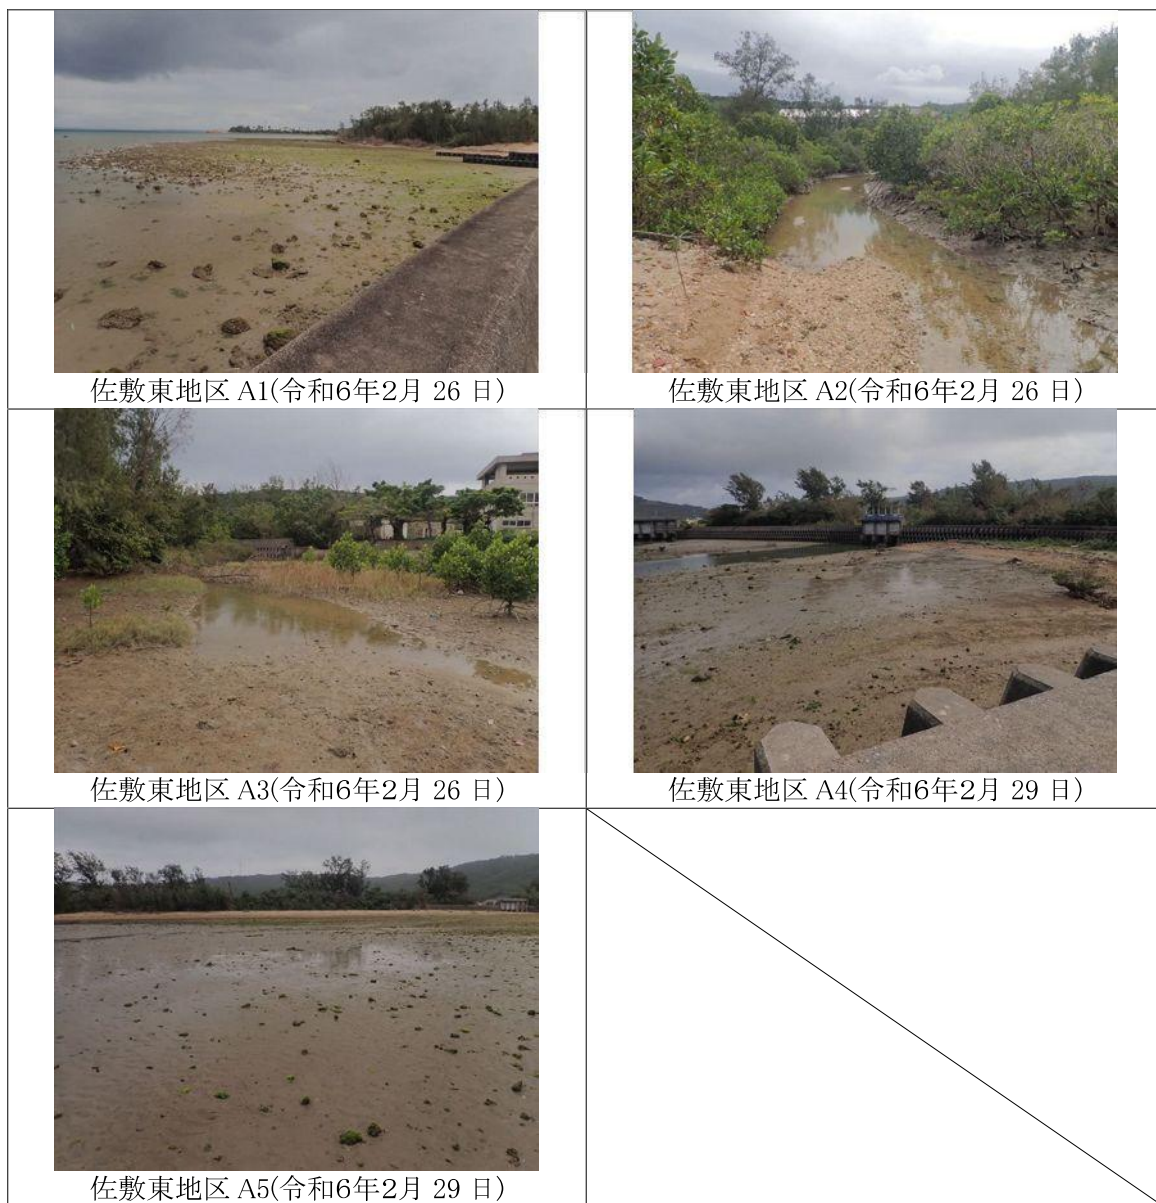 佐敷東地区 A1(令和6年2月 26 日)
佐敷東地区 A2(令和6年2月 26 日)
佐敷東地区 A3(令和6年2月 26 日)
佐敷東地区 A4(令和6年2月 29 日)
佐敷東地区 A5(令和6年2月 29 日)